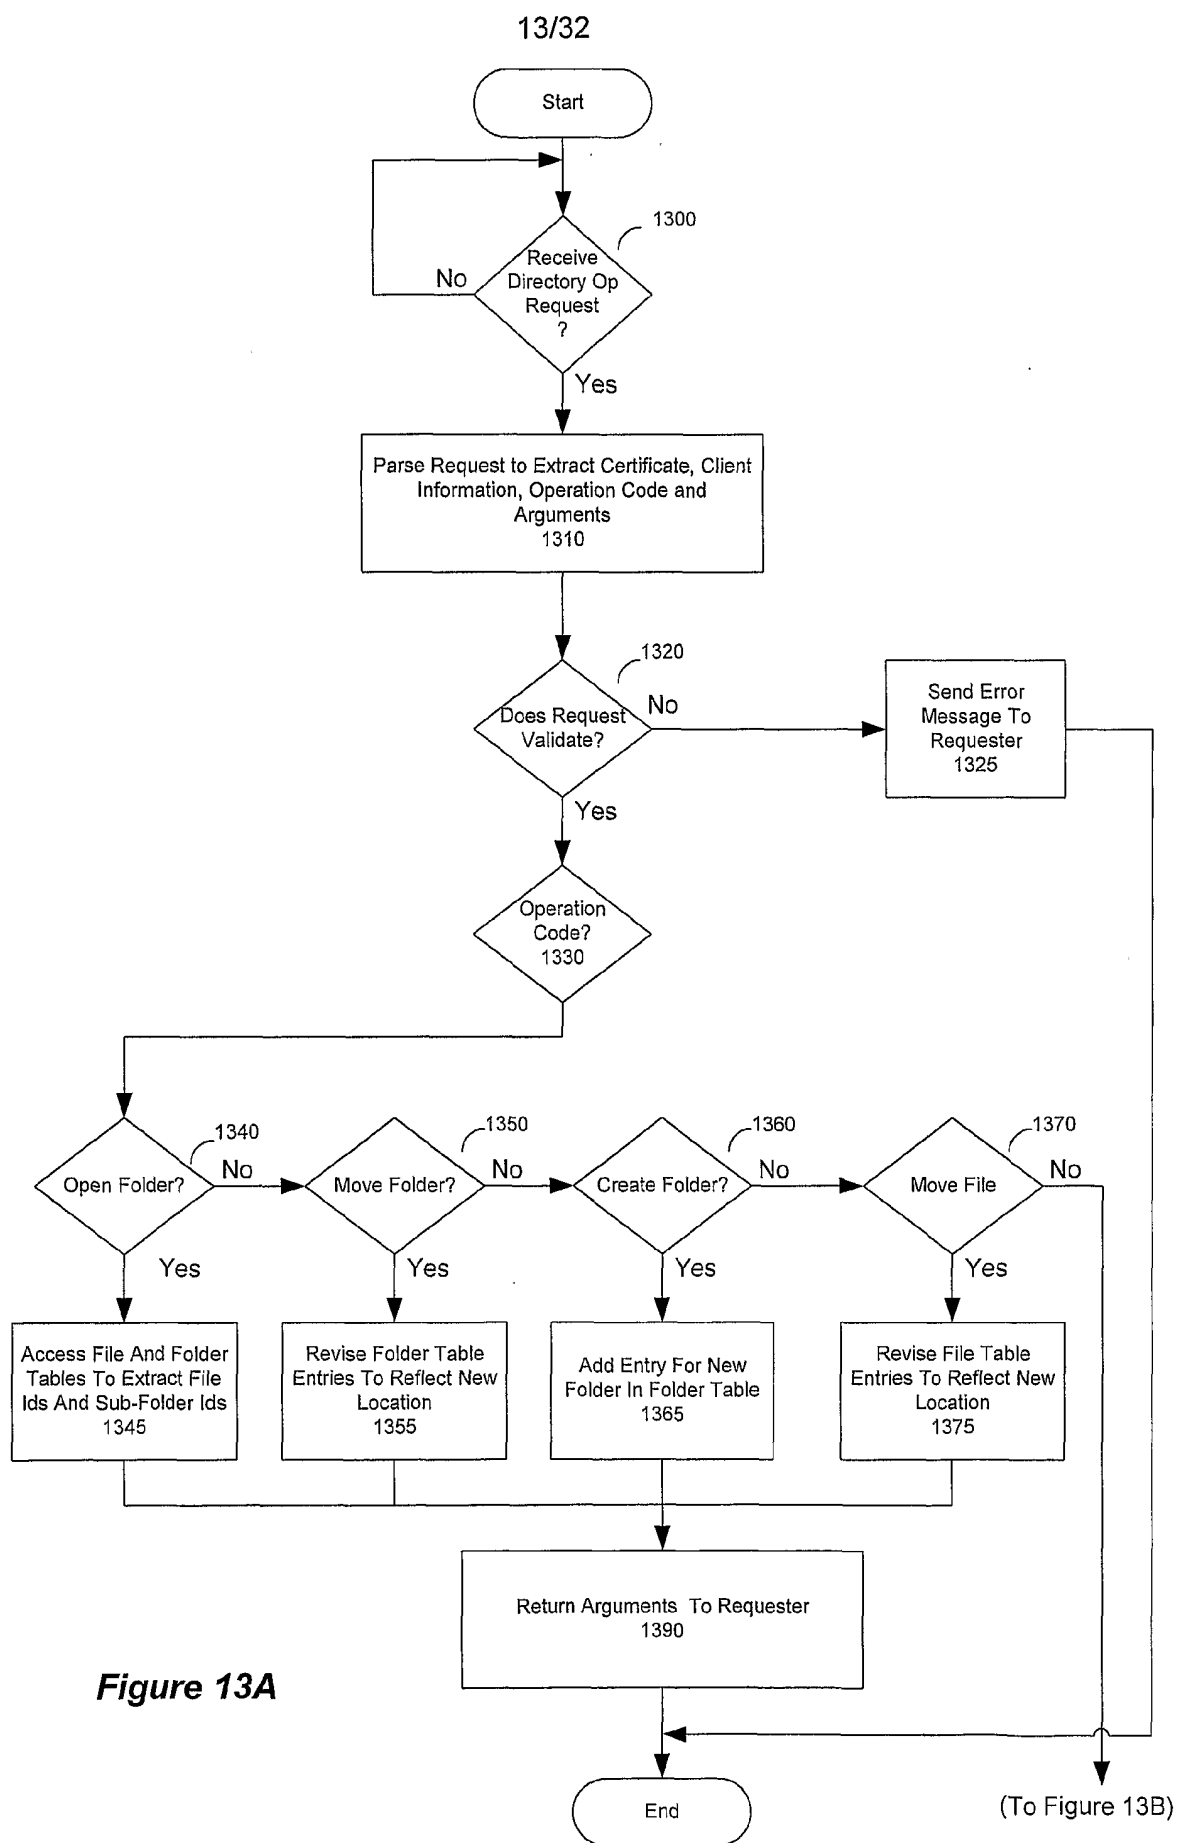 13/32
Start
1300
Receive
Directory Op
Request
?
No
Yes
Parse Request to Extract Certificate, Client
Information, Operation Code and
Arguments
1310
1320
Does Request
Validate?
No
Send Error
Message To
Requester
1325
Yes
Operation
Code?
1330
1340
Open Folder?
No
1350
Move Folder?
No
1360
Create Folder?
No
1370
Move File
No
Yes
Yes
Yes
Yes
Access File And Folder
Tables To Extract File
Ids And Sub-Folder Ids
1345
Revise Folder Table
Entries To Reflect New
Location
1355
Add Entry For New
Folder In Folder Table
1365
Revise File Table
Entries To Reflect New
Location
1375
Return Arguments To Requester
1390
Figure 13A
End
(To Figure 13B)